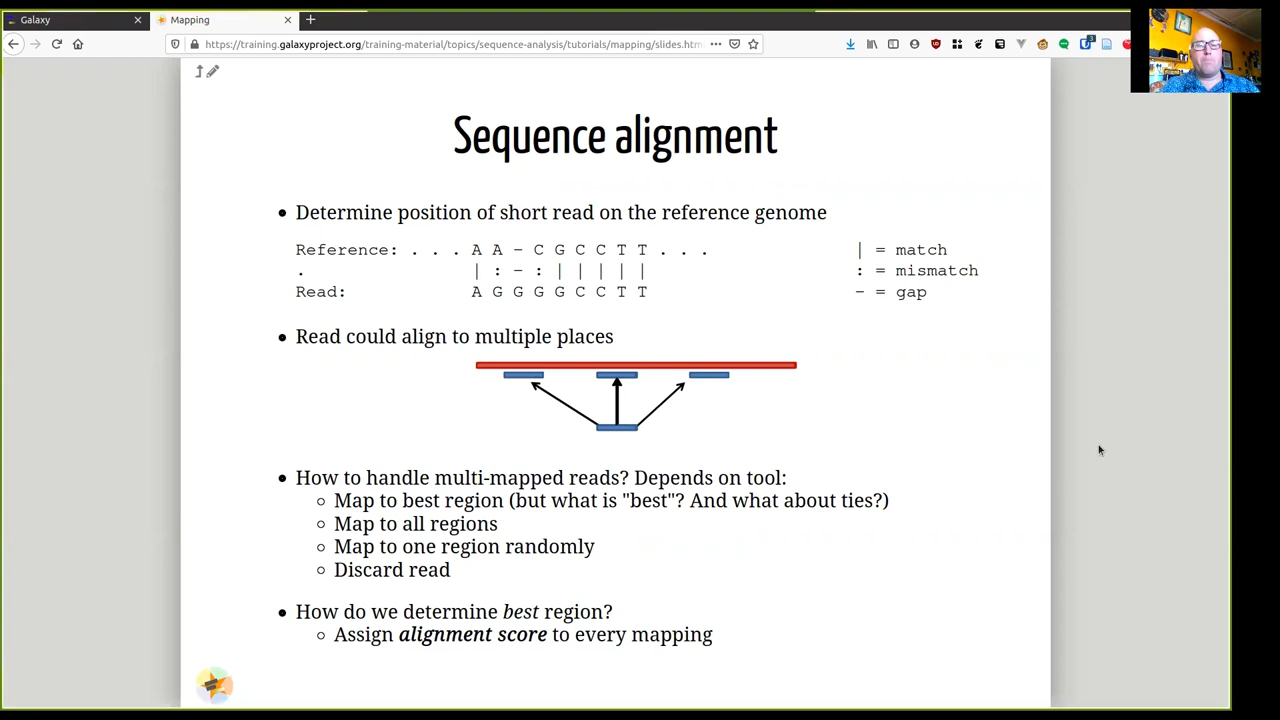 Galaxy
Mapping
https://training.galaxyproject.org/training-material/topics/sequence-analysis/tutorials/mapping/slides.htm
Sequence alignment
Determine position of short read on the reference genome
Reference: . . . A A - C G C C T T . . . | = match
. | : - : | | | | | : = mismatch
Read: A G G G G C C T T - = gap
Read could align to multiple places
How to handle multi-mapped reads? Depends on tool:
Map to best region (but what is "best"? And what about ties?)
Map to all regions
Map to one region randomly
Discard read
How do we determine best region?
Assign alignment score to every mapping